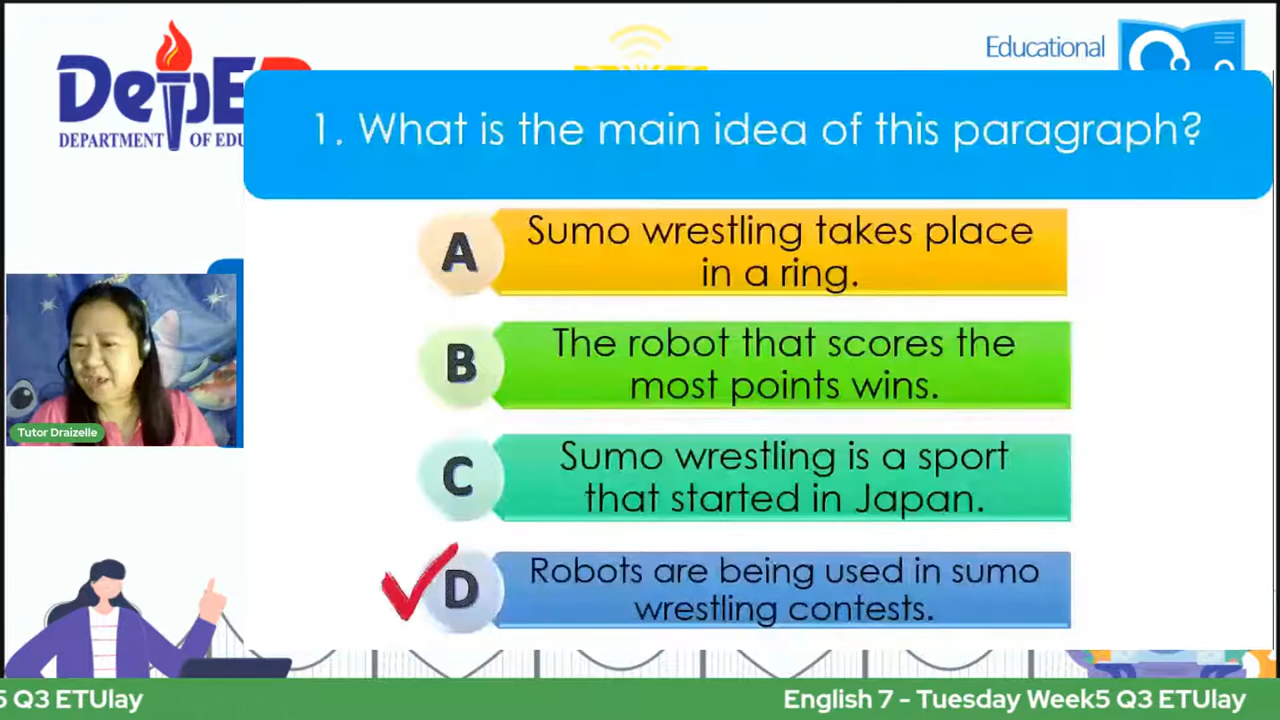 DepED
DEPARTMENT OF EDU
Educational
1. What is the main idea of this paragraph?
A
Sumo wrestling takes place
in a ring.
B
The robot that scores the
most points wins.
C
Sumo wrestling is a sport
that started in Japan.
D
Robots are being used in sumo
wrestling contests.
Tutor Draizelle
5 Q3 ETUlay
English 7 - Tuesday Week5 Q3 ETUlay